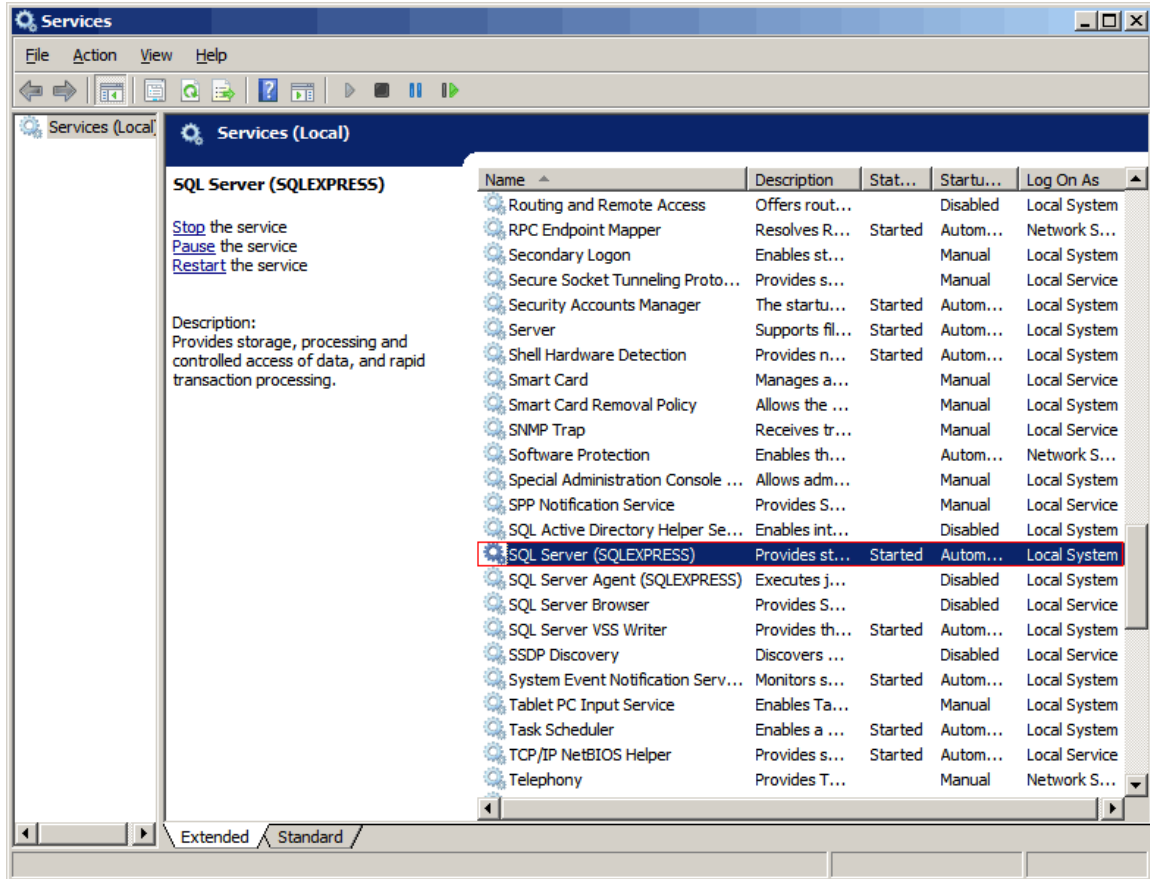 Services
File Action View Help
Services (Local)
Services (Local)
SQL Server (SQLEXPRESS)
Stop the service
Pause the service
Restart the service
Description:
Provides storage, processing and
controlled access of data, and rapid
transaction processing.
Name Description Stat... Startu... Log On As
Routing and Remote Access Offers rout... Disabled Local System
RPC Endpoint Mapper Resolves R... Started Autom... Network S...
Secondary Logon Enables st... Manual Local System
Secure Socket Tunneling Proto... Provides s... Manual Local Service
Security Accounts Manager The startu... Started Autom... Local System
Server Supports fil... Started Autom... Local System
Shell Hardware Detection Provides n... Started Autom... Local System
Smart Card Manages a... Manual Local Service
Smart Card Removal Policy Allows the ... Manual Local System
SNMP Trap Receives tr... Manual Local Service
Software Protection Enables th... Autom... Network S...
Special Administration Console ... Allows adm... Manual Local System
SPP Notification Service Provides S... Manual Local Service
SQL Active Directory Helper Se... Enables int... Disabled Local System
SQL Server (SQLEXPRESS) Provides st... Started Autom... Local System
SQL Server Agent (SQLEXPRESS) Executes j... Disabled Local System
SQL Server Browser Provides S... Disabled Local Service
SQL Server VSS Writer Provides th... Started Autom... Local System
SSDP Discovery Discovers ... Disabled Local Service
System Event Notification Serv... Monitors s... Started Autom... Local System
Tablet PC Input Service Enables Ta... Manual Local System
Task Scheduler Enables a ... Started Autom... Local System
TCP/IP NetBIOS Helper Provides s... Started Autom... Local Service
Telephony Provides T... Manual Network S...
Extended Standard